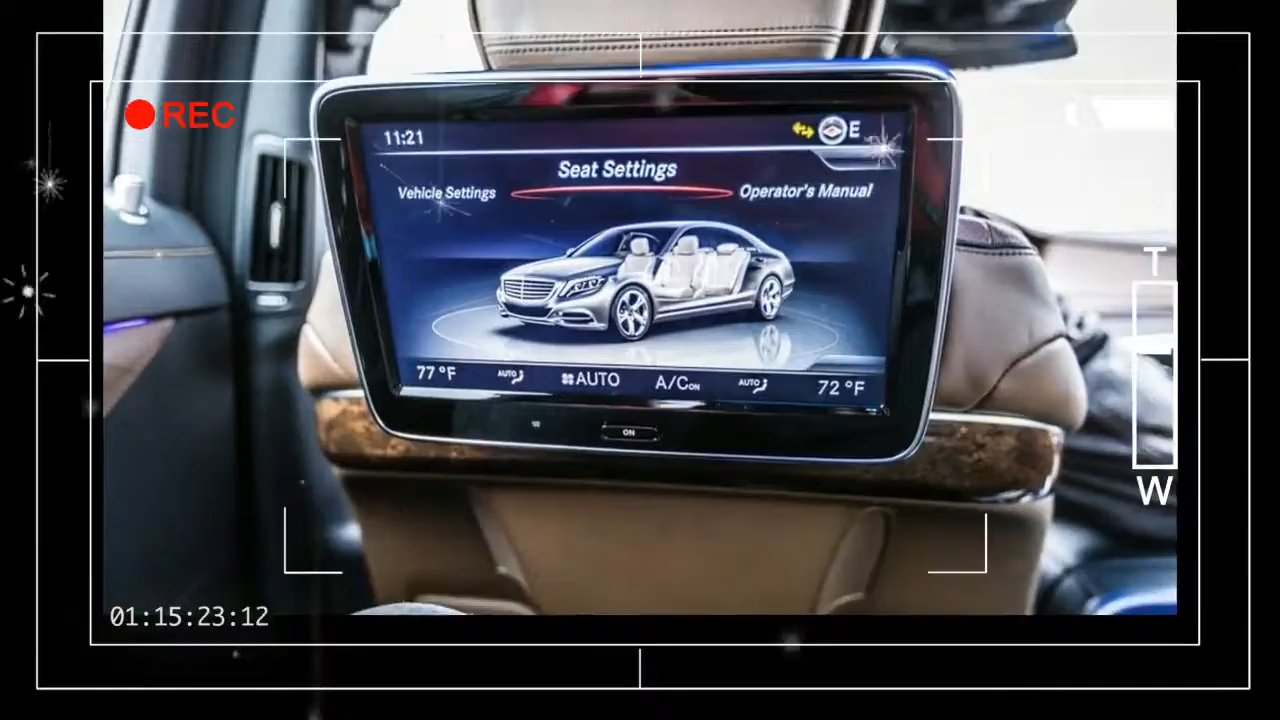 REC
11:21
E
Seat Settings
Vehicle Settings
Operator's Manual
T
77 °F AUTO AUTO A/C ON AUTO 72 °F
ON
W
01:15:23:12